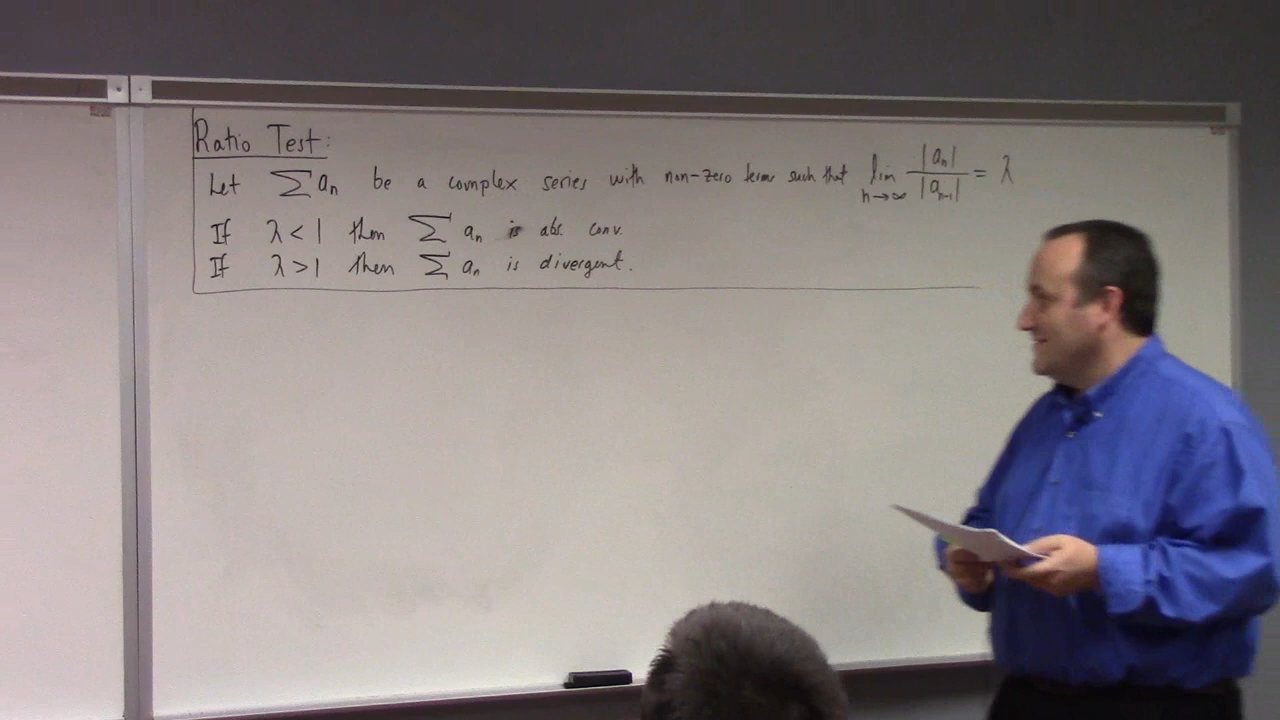 Ratio Test:
Let ∑ aₙ be a complex series with non-zero terms such that lim n→∞ |aₙ| / |aₙ₋₁| = λ
If λ < 1 then ∑ aₙ is abs. conv.
If λ > 1 then ∑ aₙ is divergent.